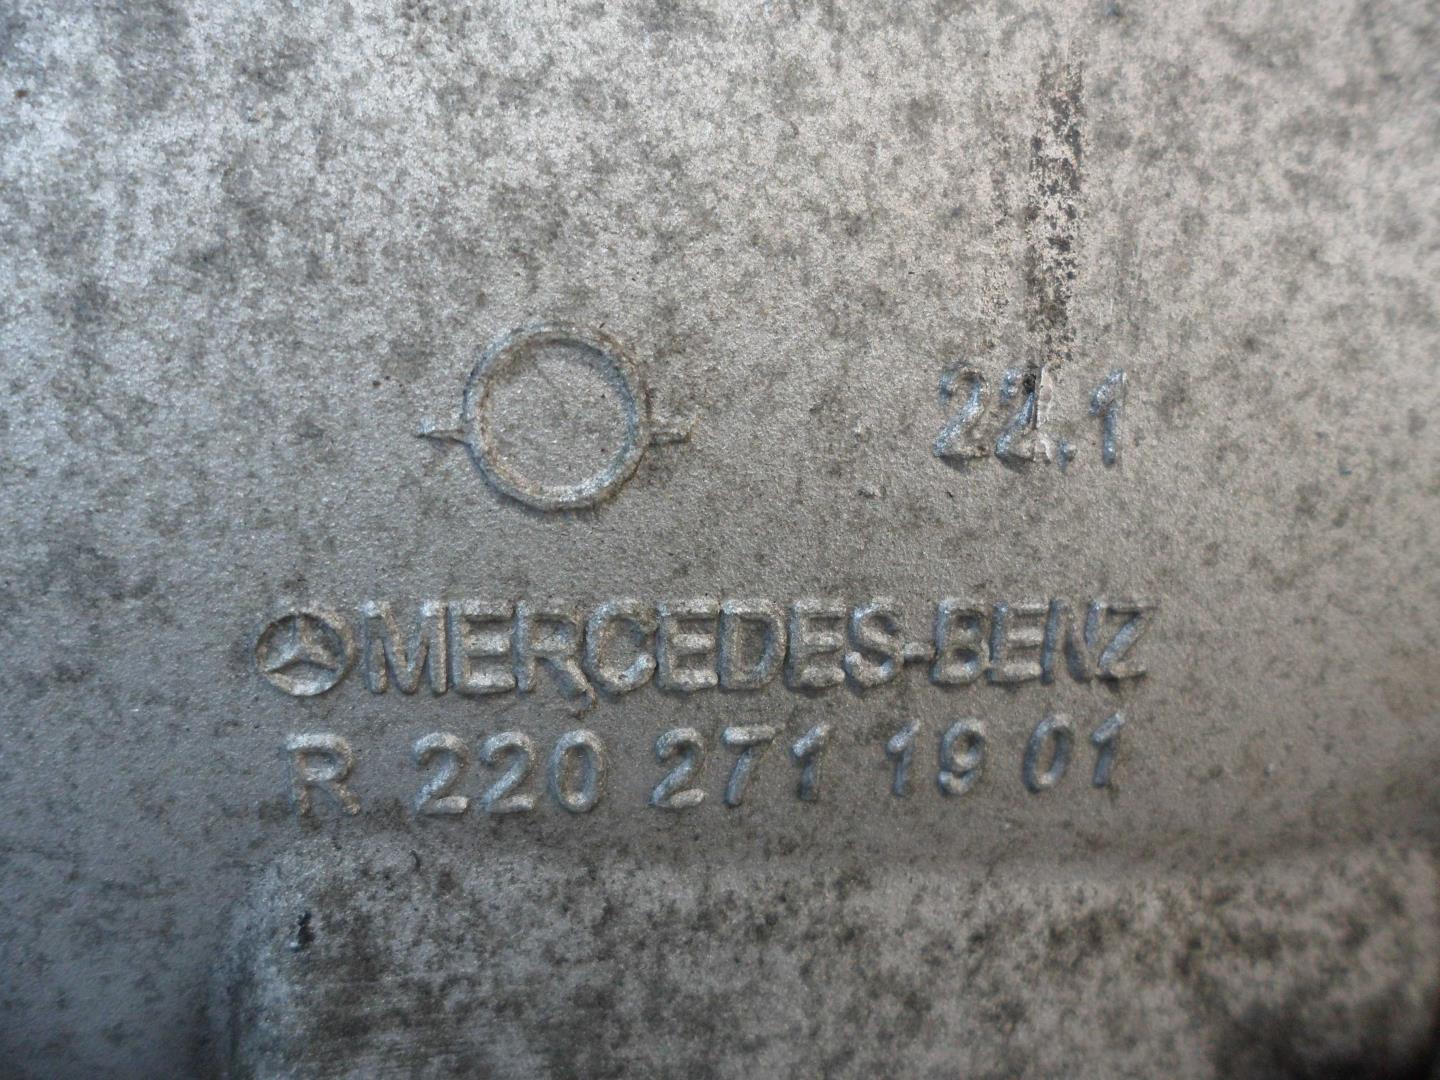 22.1
MERCEDES-BENZ
R 220 271 19 01